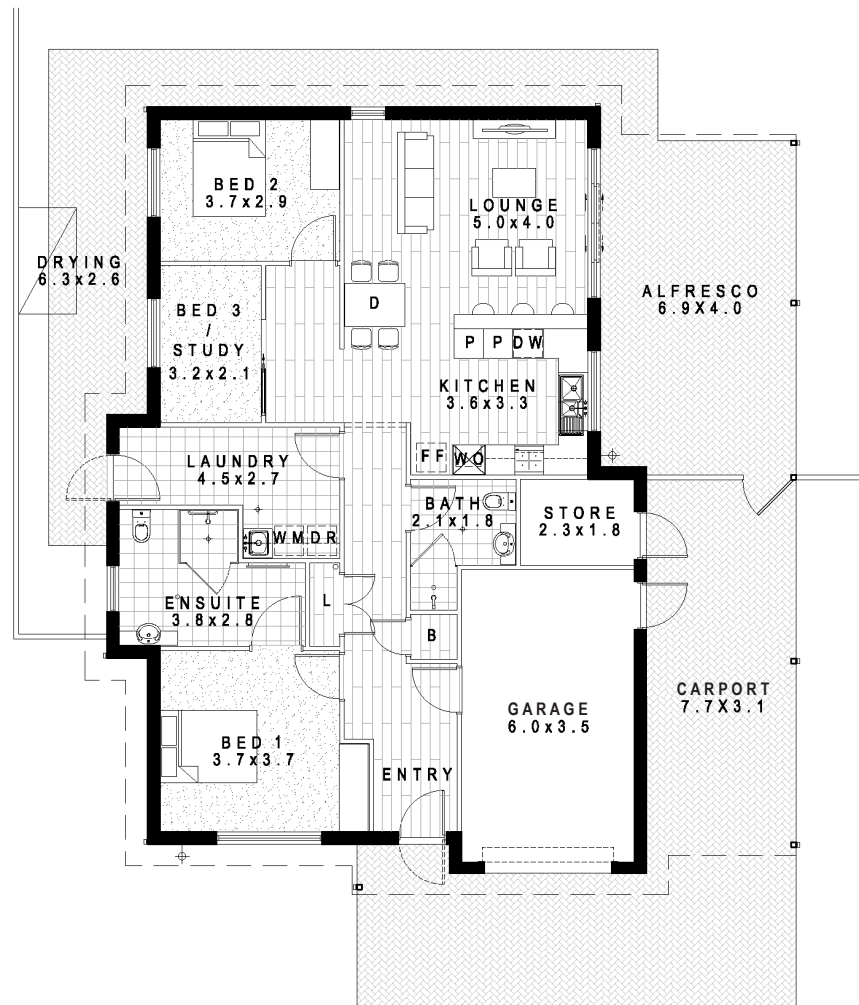 BED 2
3.7x2.9
LOUNGE
5.0x4.0
DRYING
6.3x2.6
ALFRESCO
6.9X4.0
BED 3
/
STUDY
3.2x2.1
D
P P DW
KITCHEN
3.6x3.3
FF WO
LAUNDRY
4.5x2.7
BATH
2.1x1.8
STORE
2.3x1.8
WM DR
L
ENSUITE
3.8x2.8
B
CARPORT
7.7X3.1
GARAGE
6.0x3.5
BED 1
3.7x3.7
ENTRY